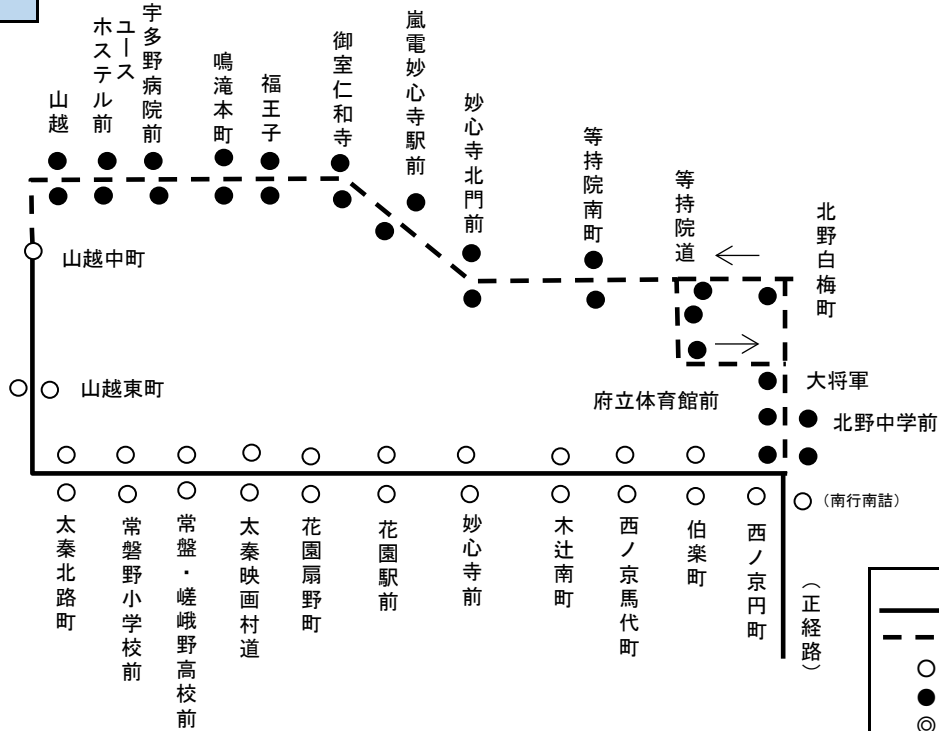 山越
ユース
ホステル前
宇多野病院前
鳴滝本町
福王子
御室仁和寺
嵐電妙心寺駅前
妙心寺北門前
等持院南町
等持院道
北野白梅町
山越中町
山越東町
府立体育館前
大将軍
北野中学前
（南行南詰）
太秦北路町
常磐野小学校前
常盤・嵯峨野高校前
太秦映画村道
花園扇野町
花園駅前
妙心寺前
木辻南町
西ノ京馬代町
伯楽町
西ノ京円町
（正経路）